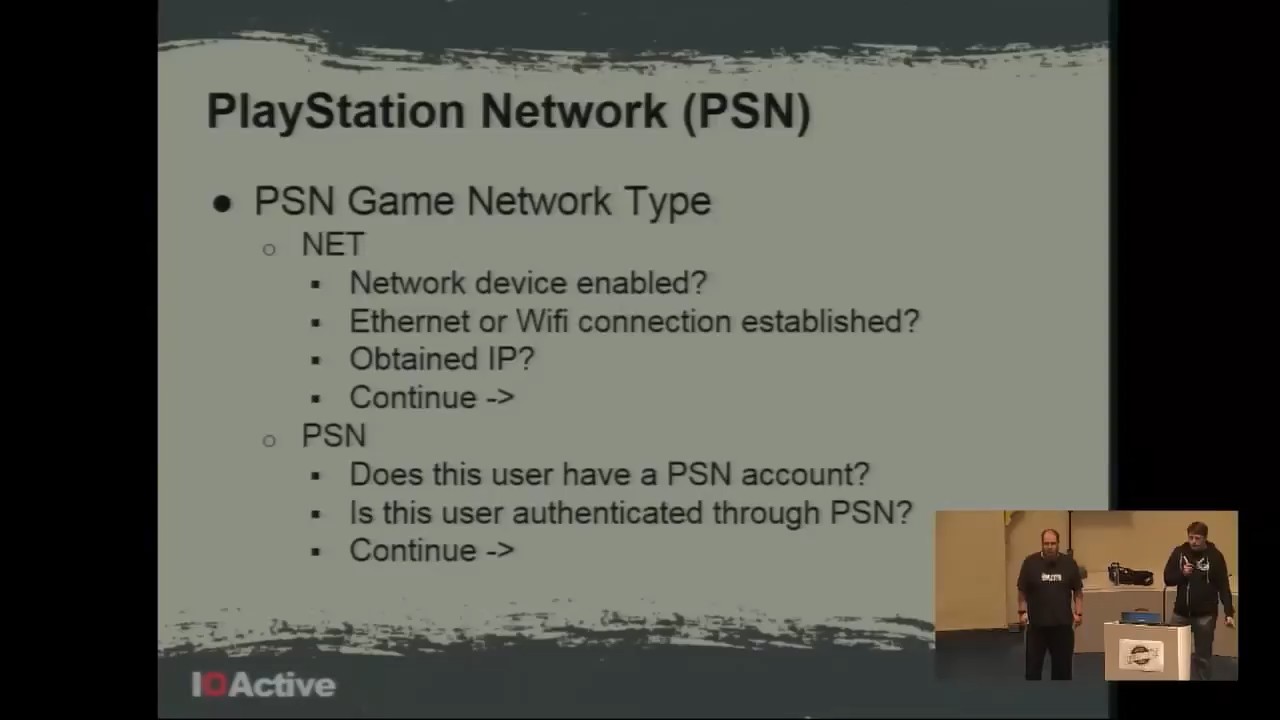 PlayStation Network (PSN)
● PSN Game Network Type
○ NET
▪ Network device enabled?
▪ Ethernet or Wifi connection established?
▪ Obtained IP?
▪ Continue ->
○ PSN
▪ Does this user have a PSN account?
▪ Is this user authenticated through PSN?
▪ Continue ->
IOActive